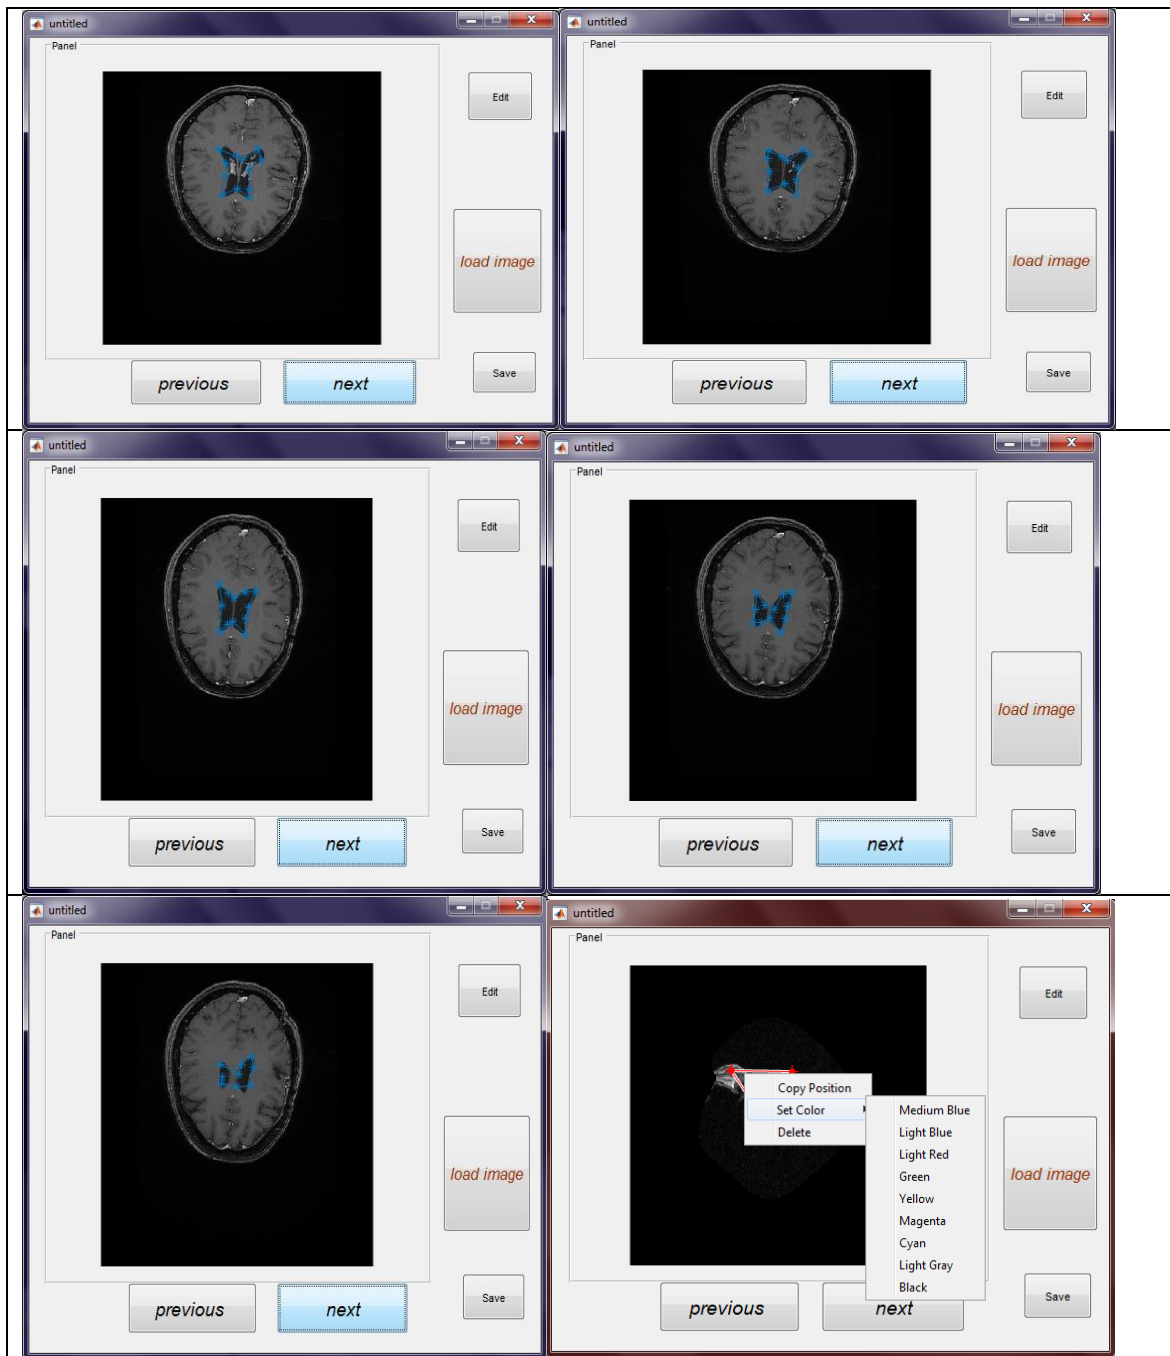 untitled
Panel
Edit
load image
Save
previous
next
untitled
Panel
Edit
load image
Save
previous
next
untitled
Panel
Edit
load image
Save
previous
next
untitled
Panel
Edit
load image
Save
previous
next
untitled
Panel
Edit
load image
Save
previous
next
untitled
Panel
Edit
Copy Position
Set Color
Delete
Medium Blue
Light Blue
Light Red
Green
Yellow
Magenta
Cyan
Light Gray
Black
load image
Save
previous
next